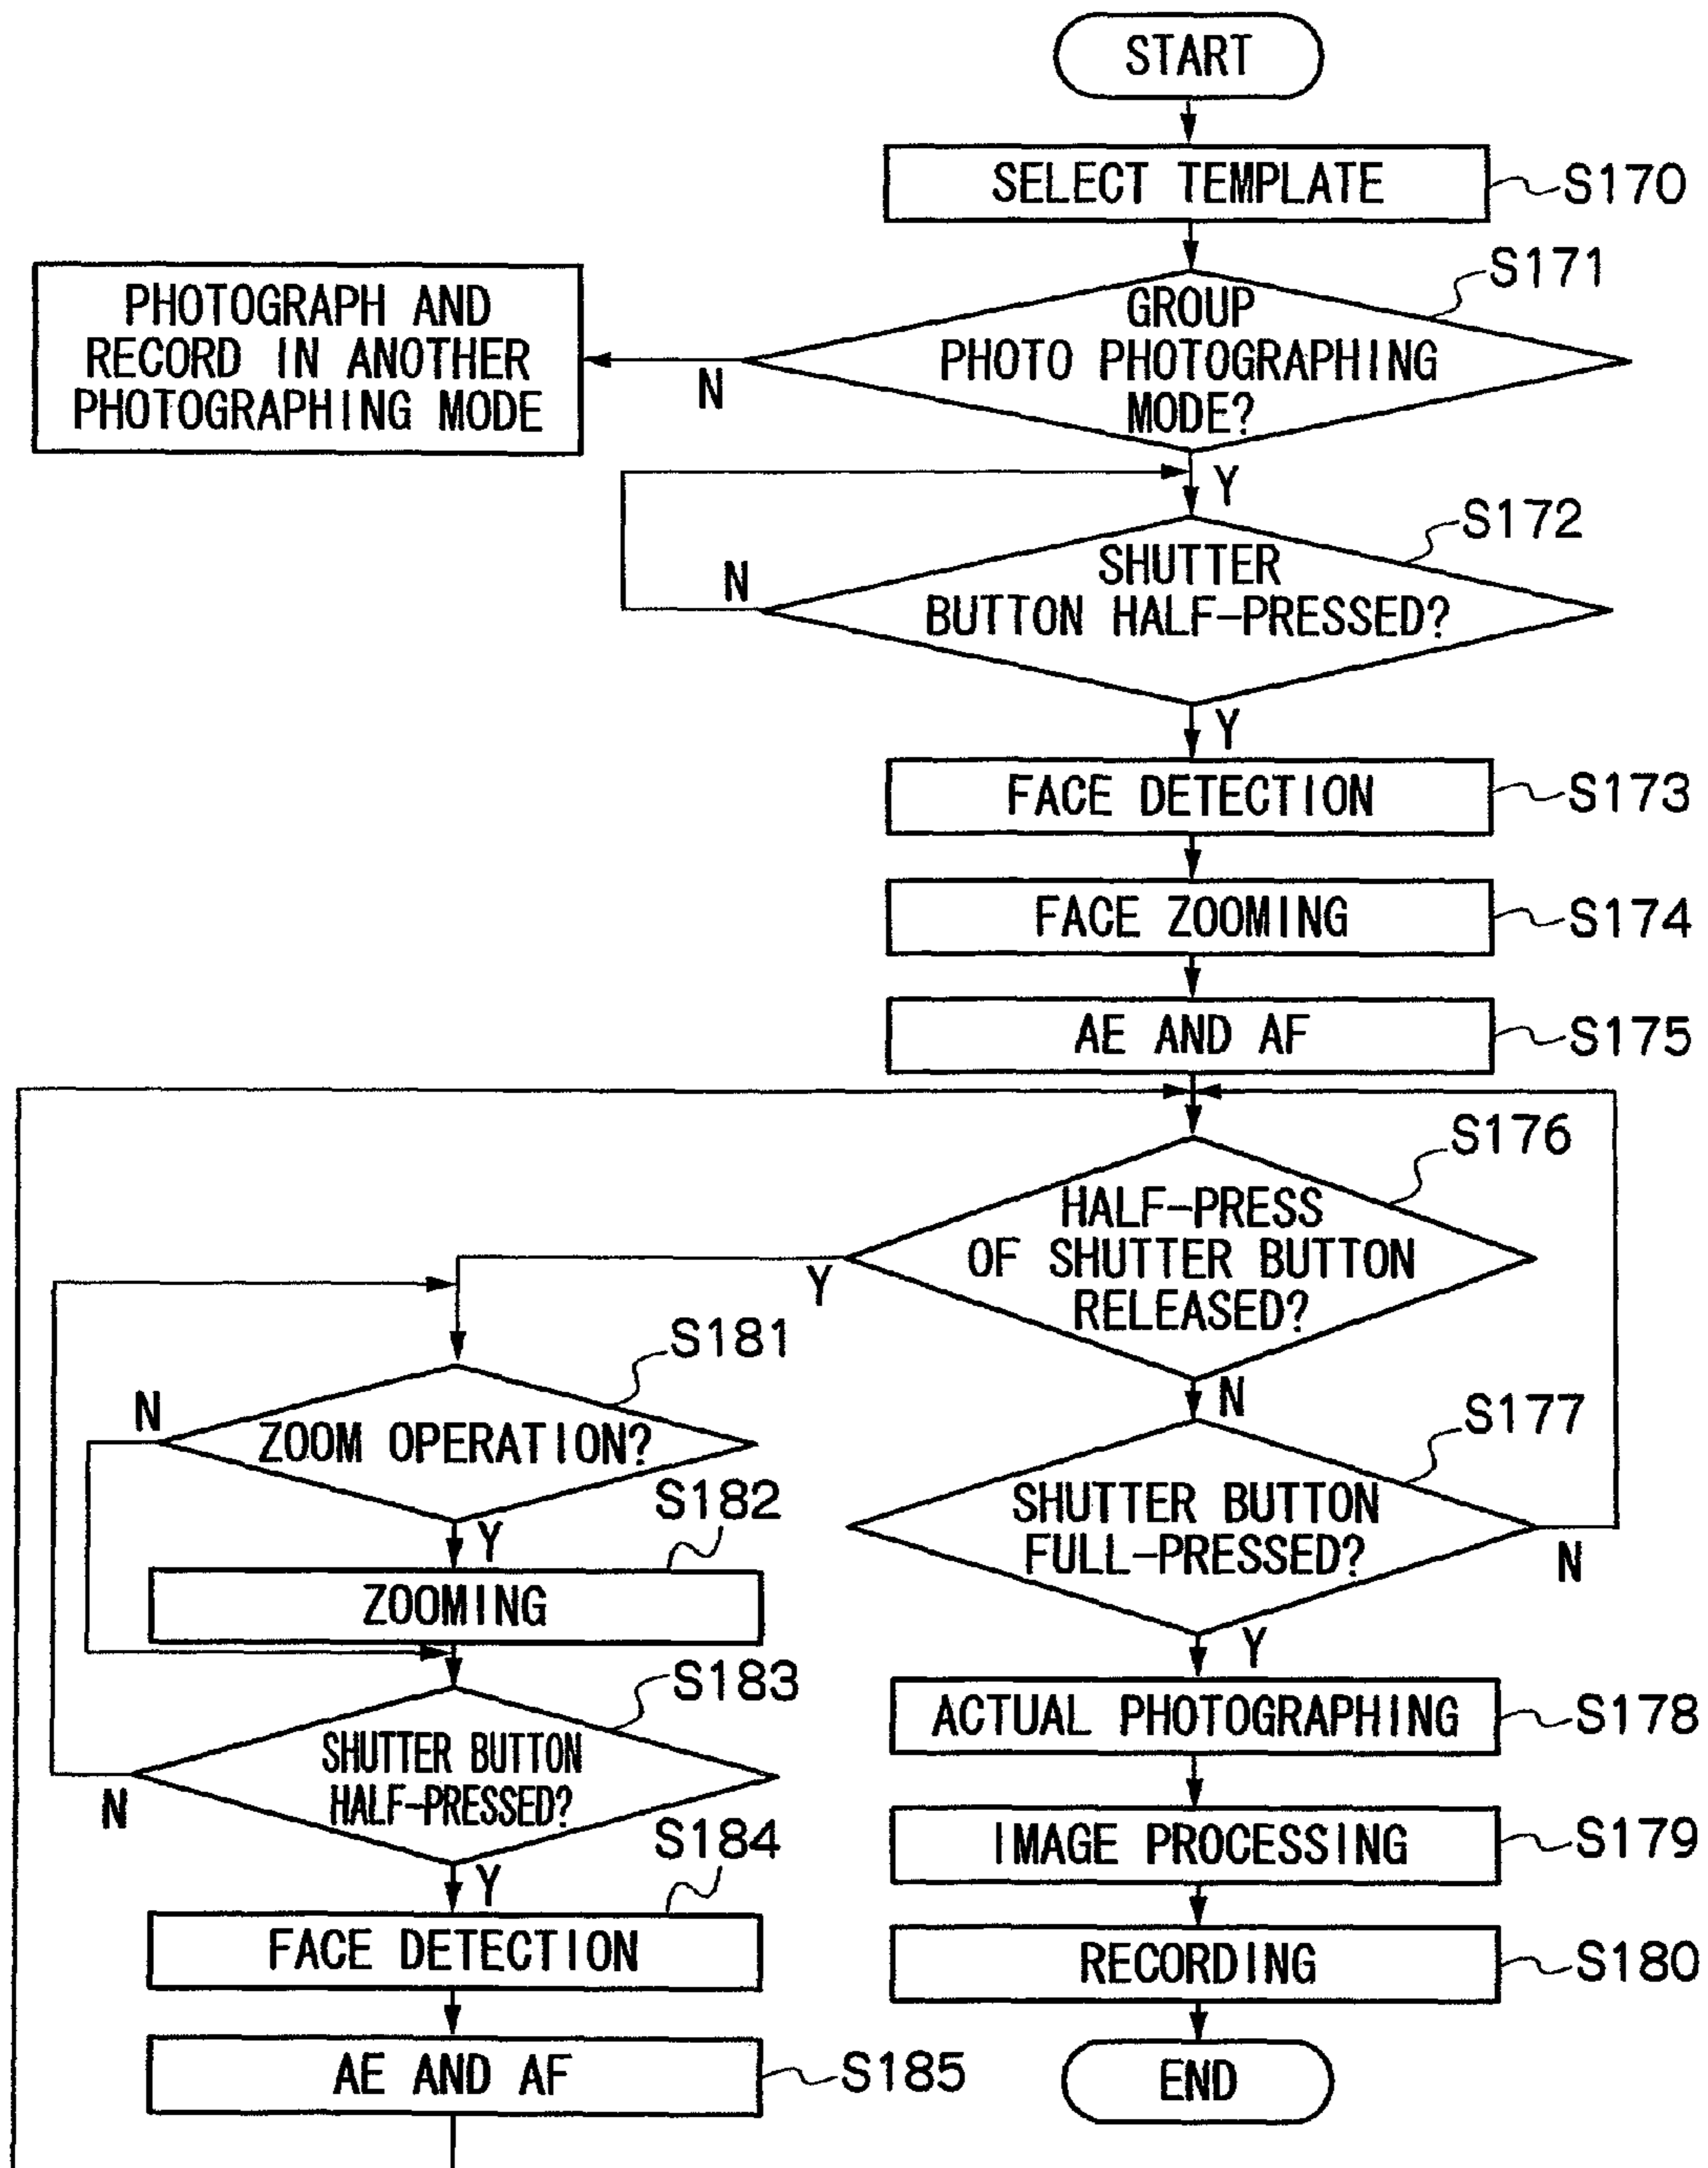 START
SELECT TEMPLATE
S170
S171
GROUP
PHOTO PHOTOGRAPHING
MODE?
N
PHOTOGRAPH AND
RECORD IN ANOTHER
PHOTOGRAPHING MODE
Y
S172
SHUTTER
BUTTON HALF-PRESSED?
N
Y
FACE DETECTION
S173
FACE ZOOMING
S174
AE AND AF
S175
S176
HALF-PRESS
OF SHUTTER BUTTON
RELEASED?
Y
N
S177
SHUTTER BUTTON
FULL-PRESSED?
N
Y
ACTUAL PHOTOGRAPHING
S178
IMAGE PROCESSING
S179
RECORDING
S180
END
S181
ZOOM OPERATION?
N
Y
S182
ZOOMING
S183
SHUTTER BUTTON
HALF-PRESSED?
N
Y
S184
FACE DETECTION
AE AND AF
S185